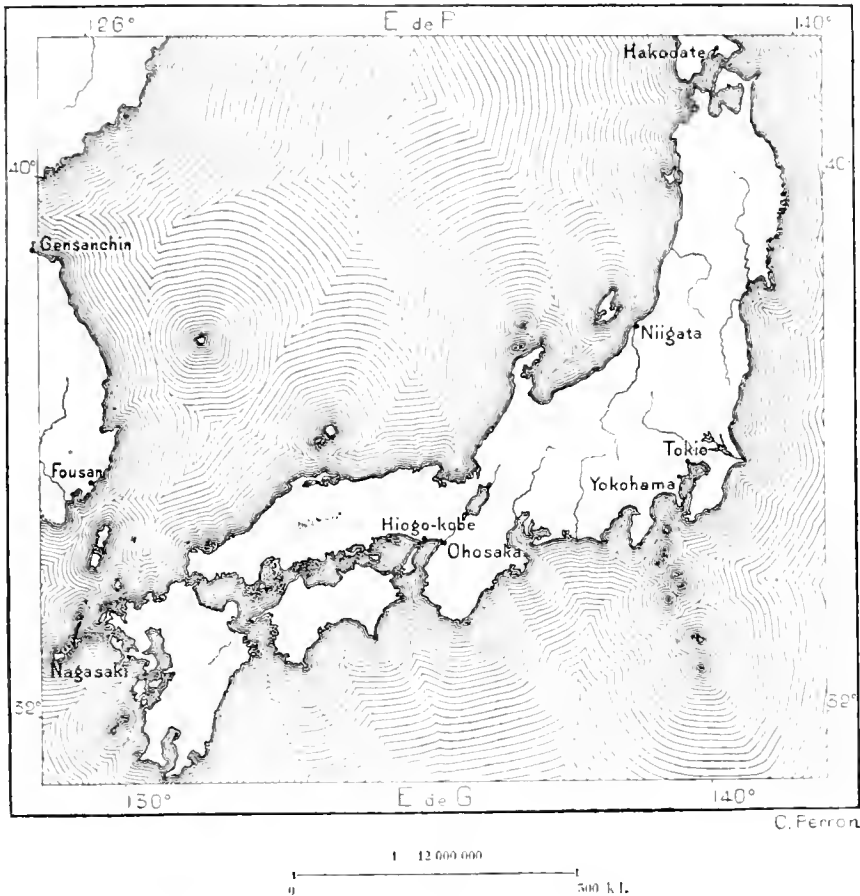 126° E de P 140°
Hakodate
40° 40°
Gensanchin
Niigata
Tokio
Fousan
Yokohama
Hiogo-kobe
Ohosaka
Nagasaki
32° 32°
130° E de G 140°
C. Perron
1 12 000 000
0 500 kil.